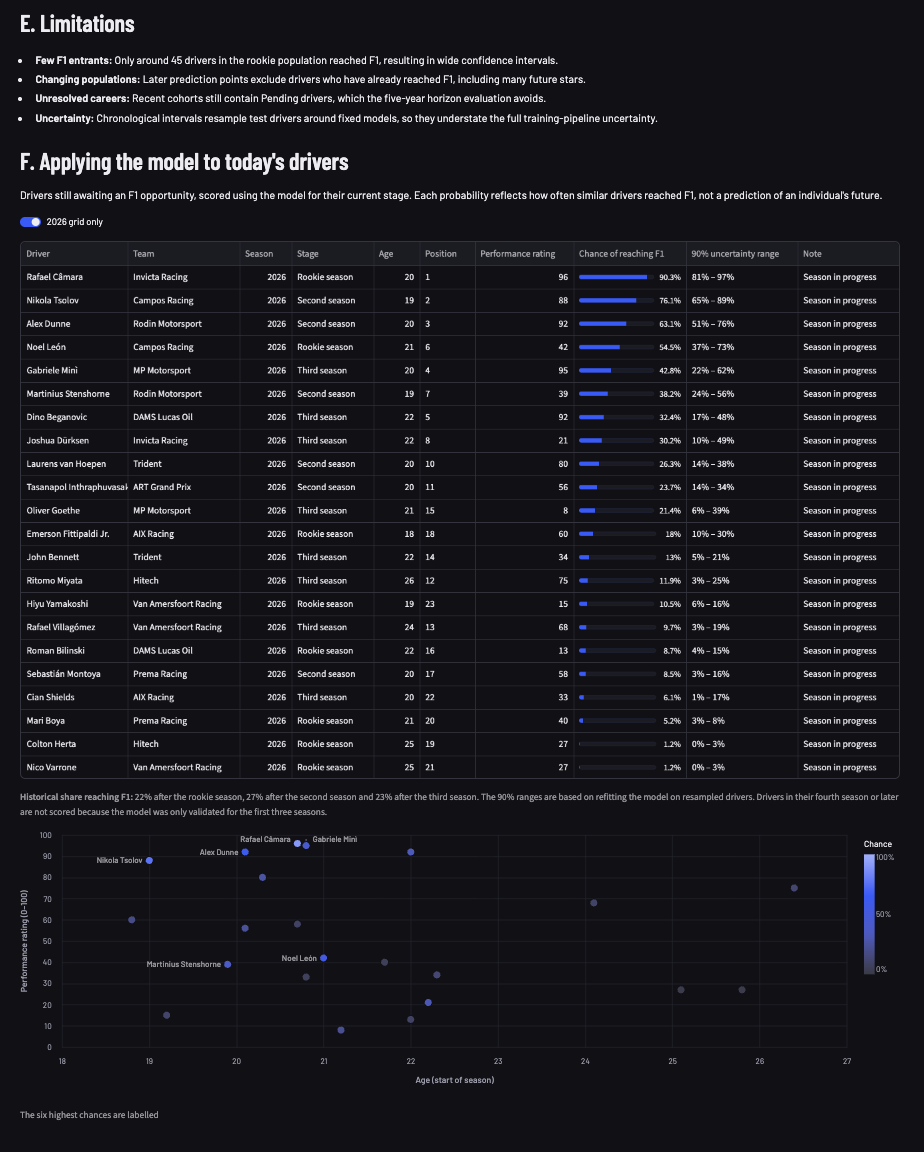 E. Limitations
Few F1 entrants: Only around 45 drivers in the rookie population reached F1, resulting in wide confidence intervals.
Changing populations: Later prediction points exclude drivers who have already reached F1, including many future stars.
Unresolved careers: Recent cohorts still contain Pending drivers, which the five-year horizon evaluation avoids.
Uncertainty: Chronological intervals resample test drivers around fixed models, so they understate the full training-pipeline uncertainty.
F. Applying the model to today's drivers
Drivers still awaiting an F1 opportunity, scored using the model for their current stage. Each probability reflects how often similar drivers reached F1, not a prediction of an individual's future.
2026 grid only
Driver Team Season Stage Age Position Performance rating Chance of reaching F1 90% uncertainty range Note
Rafael Câmara Invicta Racing 2026 Rookie season 20 1 96 90.3% 81% – 97% Season in progress
Nikola Tsolov Campos Racing 2026 Second season 19 2 88 76.1% 65% – 89% Season in progress
Alex Dunne Rodin Motorsport 2026 Second season 20 3 92 63.1% 51% – 76% Season in progress
Noel León Campos Racing 2026 Rookie season 21 6 42 54.5% 37% – 73% Season in progress
Gabriele Minì MP Motorsport 2026 Third season 20 4 95 42.8% 22% – 62% Season in progress
Martinius Stenshorne Rodin Motorsport 2026 Second season 19 7 39 38.2% 24% – 56% Season in progress
Dino Beganovic DAMS Lucas Oil 2026 Third season 22 5 92 32.4% 17% – 48% Season in progress
Joshua Dürksen Invicta Racing 2026 Third season 22 8 21 30.2% 10% – 49% Season in progress
Laurens van Hoepen Trident 2026 Second season 20 10 80 26.3% 14% – 38% Season in progress
Tasanapol Inthraphuvasak ART Grand Prix 2026 Second season 20 11 56 23.7% 14% – 34% Season in progress
Oliver Goethe MP Motorsport 2026 Third season 21 15 8 21.4% 6% – 39% Season in progress
Emerson Fittipaldi Jr. AIX Racing 2026 Rookie season 18 18 60 18% 10% – 30% Season in progress
John Bennett Trident 2026 Third season 22 14 34 13% 5% – 21% Season in progress
Ritomo Miyata Hitech 2026 Third season 26 12 75 11.9% 3% – 25% Season in progress
Hiyu Yamakoshi Van Amersfoort Racing 2026 Rookie season 19 23 15 10.5% 6% – 16% Season in progress
Rafael Villagómez Van Amersfoort Racing 2026 Third season 24 13 68 9.7% 3% – 19% Season in progress
Roman Bilinski DAMS Lucas Oil 2026 Rookie season 22 16 13 8.7% 4% – 15% Season in progress
Sebastián Montoya Prema Racing 2026 Second season 20 17 58 8.5% 3% – 16% Season in progress
Cian Shields AIX Racing 2026 Third season 20 22 33 6.1% 1% – 17% Season in progress
Mari Boya Prema Racing 2026 Rookie season 21 20 40 5.2% 3% – 8% Season in progress
Colton Herta Hitech 2026 Rookie season 25 19 27 1.2% 0% – 3% Season in progress
Nico Varrone Van Amersfoort Racing 2026 Rookie season 25 21 27 1.2% 0% – 3% Season in progress
Historical share reaching F1: 22% after the rookie season, 27% after the second season and 23% after the third season. The 90% ranges are based on refitting the model on resampled drivers. Drivers in their fourth season or later
are not scored because the model was only validated for the first three seasons.
Performance rating (0-100)
100
90
80
70
60
50
40
30
20
10
0
Rafael Câmara
Gabriele Minì
Alex Dunne
Nikola Tsolov
Noel León
Martinius Stenshorne
18 19 20 21 22 23 24 25 26 27
Age (start of season)
Chance
100%
50%
0%
The six highest chances are labelled